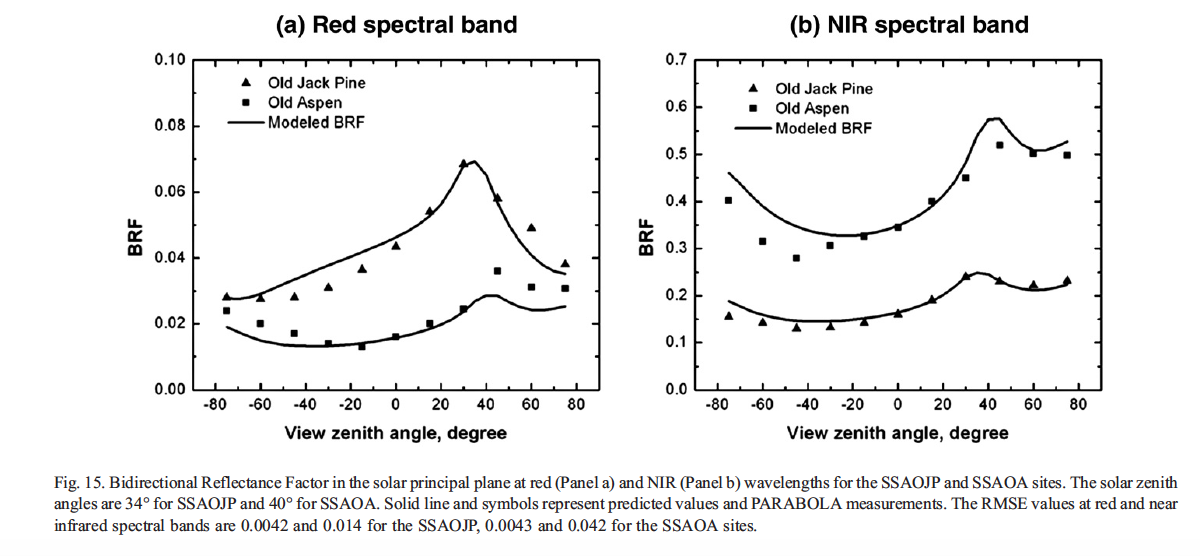 (a) Red spectral band
(b) NIR spectral band
0.10
0.08
0.06
0.04
0.02
0.00
BRF
Old Jack Pine
Old Aspen
Modeled BRF
-80 -60 -40 -20 0 20 40 60 80
View zenith angle, degree
0.7
0.6
0.5
0.4
0.3
0.2
0.1
0.0
BRF
Old Jack Pine
Old Aspen
Modeled BRF
-80 -60 -40 -20 0 20 40 60 80
View zenith angle, degree
Fig. 15. Bidirectional Reflectance Factor in the solar principal plane at red (Panel a) and NIR (Panel b) wavelengths for the SSAOJP and SSAOA sites. The solar zenith
angles are 34° for SSAOJP and 40° for SSAOA. Solid line and symbols represent predicted values and PARABOLA measurements. The RMSE values at red and near
infrared spectral bands are 0.0042 and 0.014 for the SSAOJP, 0.0043 and 0.042 for the SSAOA sites.